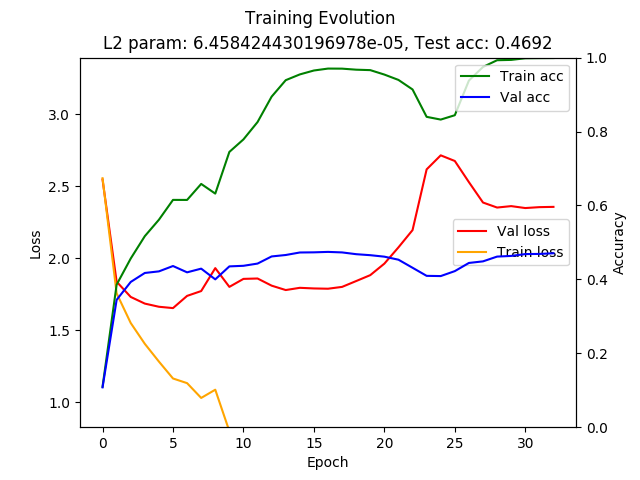 Training Evolution
L2 param: 6.458424430196978e-05, Test acc: 0.4692
Train acc
Val acc
Val loss
Train loss
Loss
3.0
2.5
2.0
1.5
1.0
Accuracy
1.0
0.8
0.6
0.4
0.2
0.0
0 5 10 15 20 25 30
Epoch